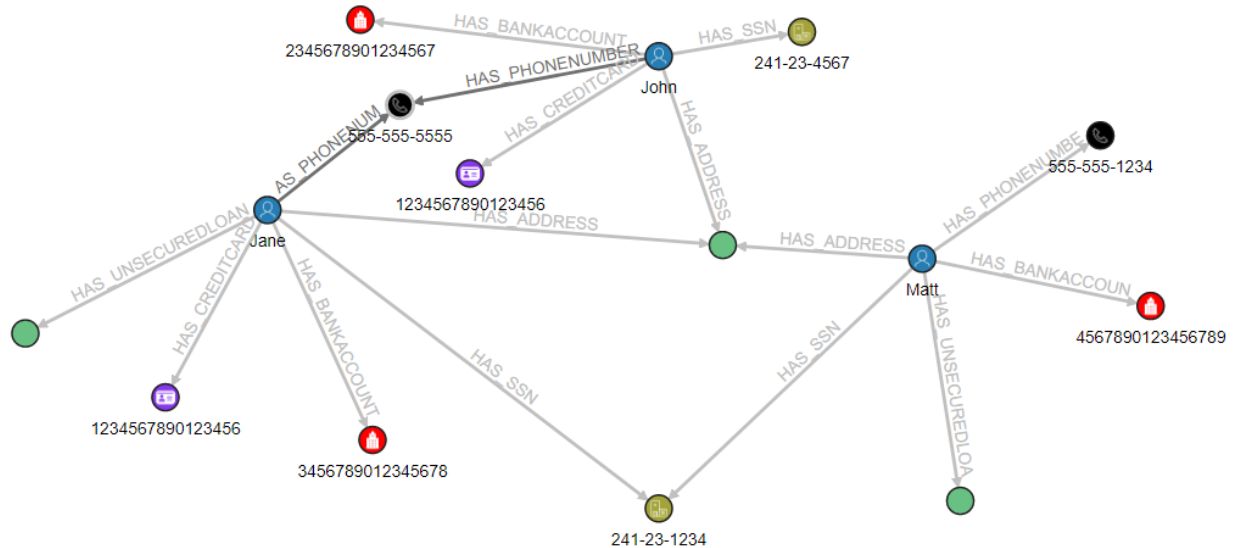 HAS_BANKACCOUNT
2345678901234567
HAS_SSN
241-23-4567
HAS_PHONENUMBER
John
HAS_CREDITCARD
555-555-5555
AS_PHONENUM
HAS_ADDRESS
HAS_PHONENUMBE
555-555-1234
1234567890123456
HAS_ADDRESS
Jane
HAS_UNSECUREDLOAN
HAS_CREDITCARD
HAS_BANKACCOUNT
HAS_ADDRESS
Matt
HAS_BANKACCOUN
4567890123456789
HAS_UNSECUREDLOA
HAS_SSN
HAS_SSN
1234567890123456
3456789012345678
241-23-1234